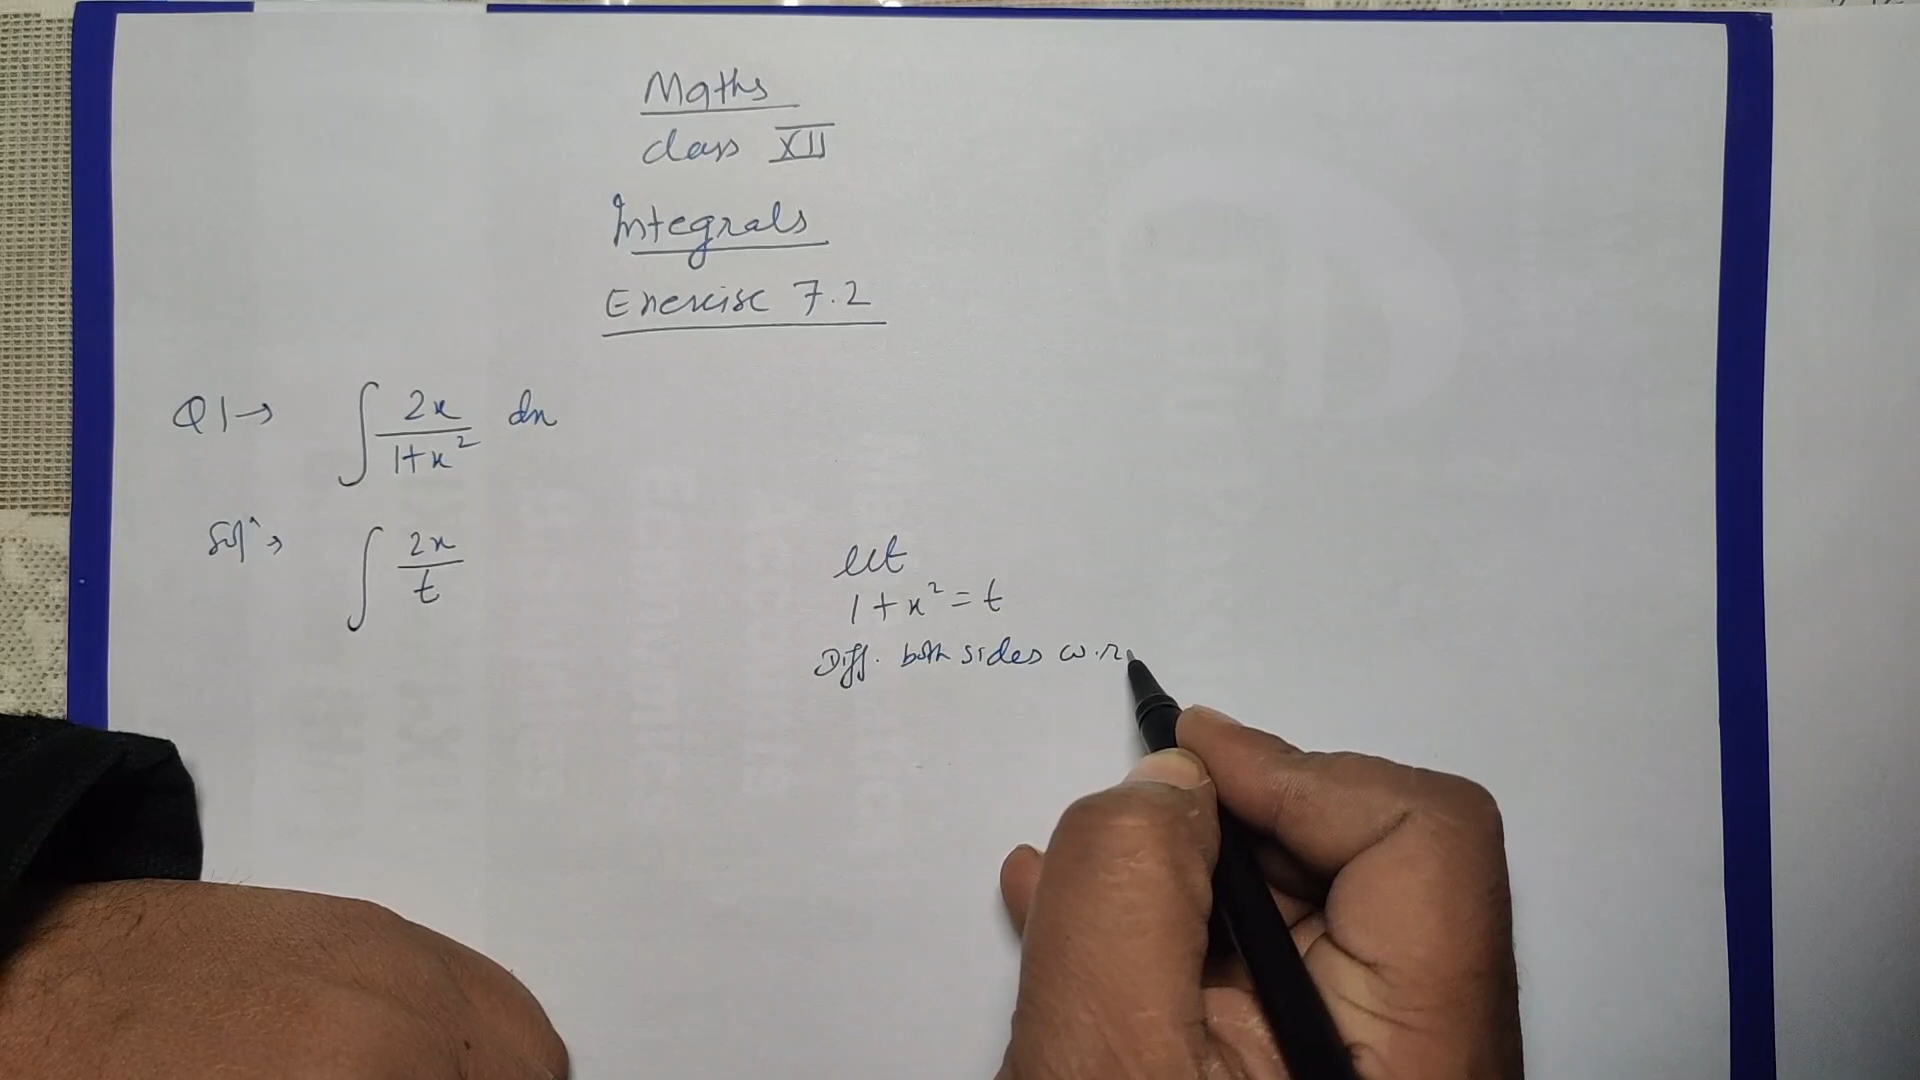 Maths
class XII
Integrals
Exercise 7.2
Q1→ ∫ 2x/1+x² dx
Solⁿ→ ∫ 2x/t
let
1+x² = t
Diff. both sides w.r